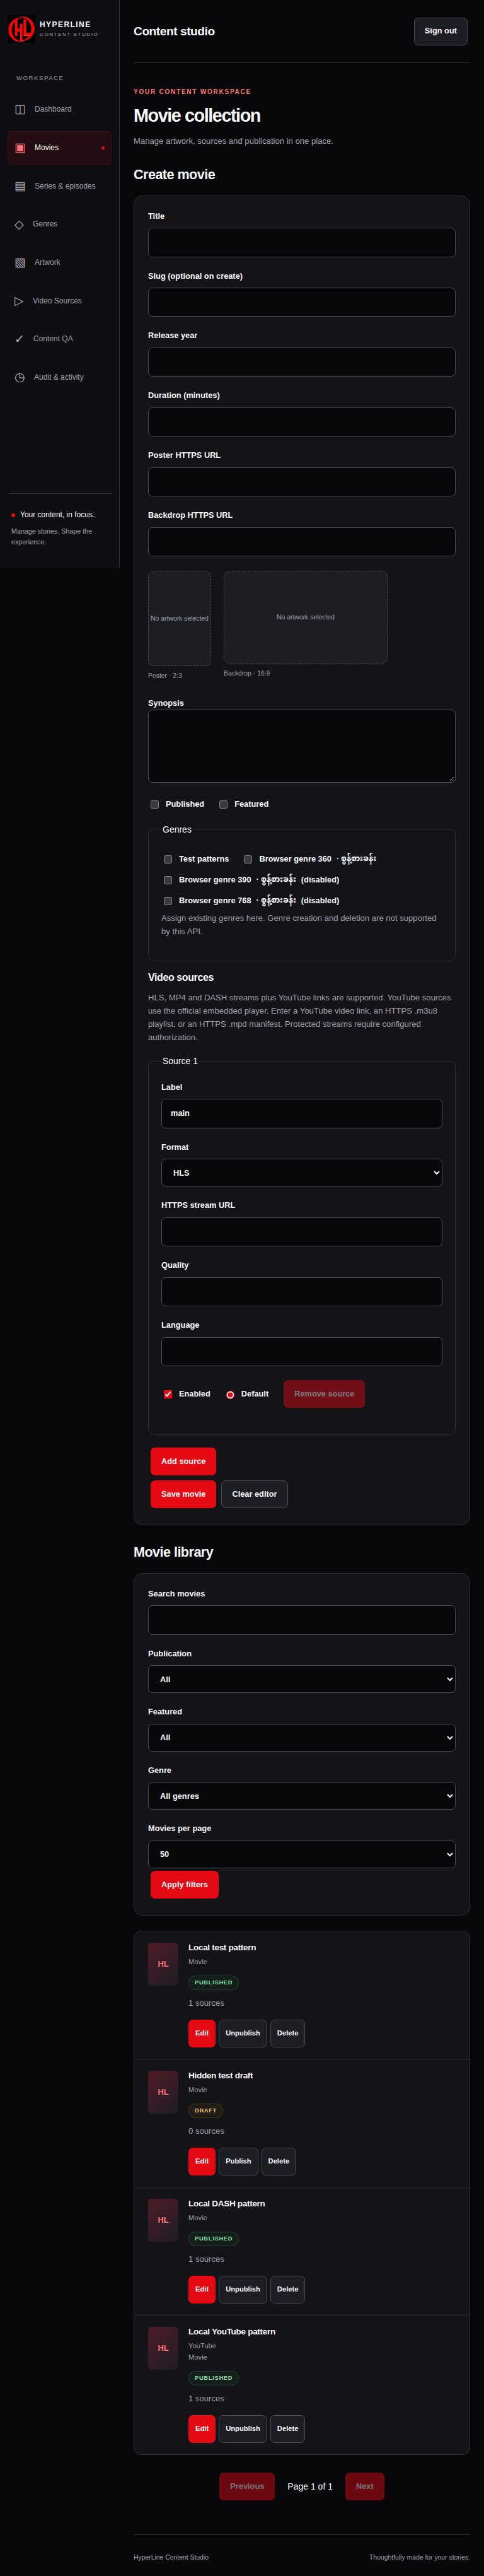 HYPERLINE
CONTENT STUDIO
WORKSPACE
Dashboard
Movies
Series & episodes
Genres
Artwork
Video Sources
Content QA
Audit & activity
Your content, in focus.
Manage stories. Shape the
experience.
Content studio
Sign out
YOUR CONTENT WORKSPACE
Movie collection
Manage artwork, sources and publication in one place.
Create movie
Title
Slug (optional on create)
Release year
Duration (minutes)
Poster HTTPS URL
Backdrop HTTPS URL
No artwork selected
No artwork selected
Poster · 2:3
Backdrop · 16:9
Synopsis
Published
Featured
Genres
Test patterns
Browser genre 360 · စွန့်စားခန်း
Browser genre 390 · စွန့်စားခန်း (disabled)
Browser genre 768 · စွန့်စားခန်း (disabled)
Assign existing genres here. Genre creation and deletion are not supported
by this API.
Video sources
HLS, MP4 and DASH streams plus YouTube links are supported. YouTube sources
use the official embedded player. Enter a YouTube video link, an HTTPS .m3u8
playlist, or an HTTPS .mpd manifest. Protected streams require configured
authorization.
Source 1
Label
main
Format
HLS
HTTPS stream URL
Quality
Language
Enabled
Default
Remove source
Add source
Save movie
Clear editor
Movie library
Search movies
Publication
All
Featured
All
Genre
All genres
Movies per page
50
Apply filters
HL
Local test pattern
Movie
PUBLISHED
1 sources
Edit
Unpublish
Delete
HL
Hidden test draft
Movie
DRAFT
0 sources
Edit
Publish
Delete
HL
Local DASH pattern
Movie
PUBLISHED
1 sources
Edit
Unpublish
Delete
HL
Local YouTube pattern
YouTube
Movie
PUBLISHED
1 sources
Edit
Unpublish
Delete
Previous
Page 1 of 1
Next
HyperLine Content Studio
Thoughtfully made for your stories.